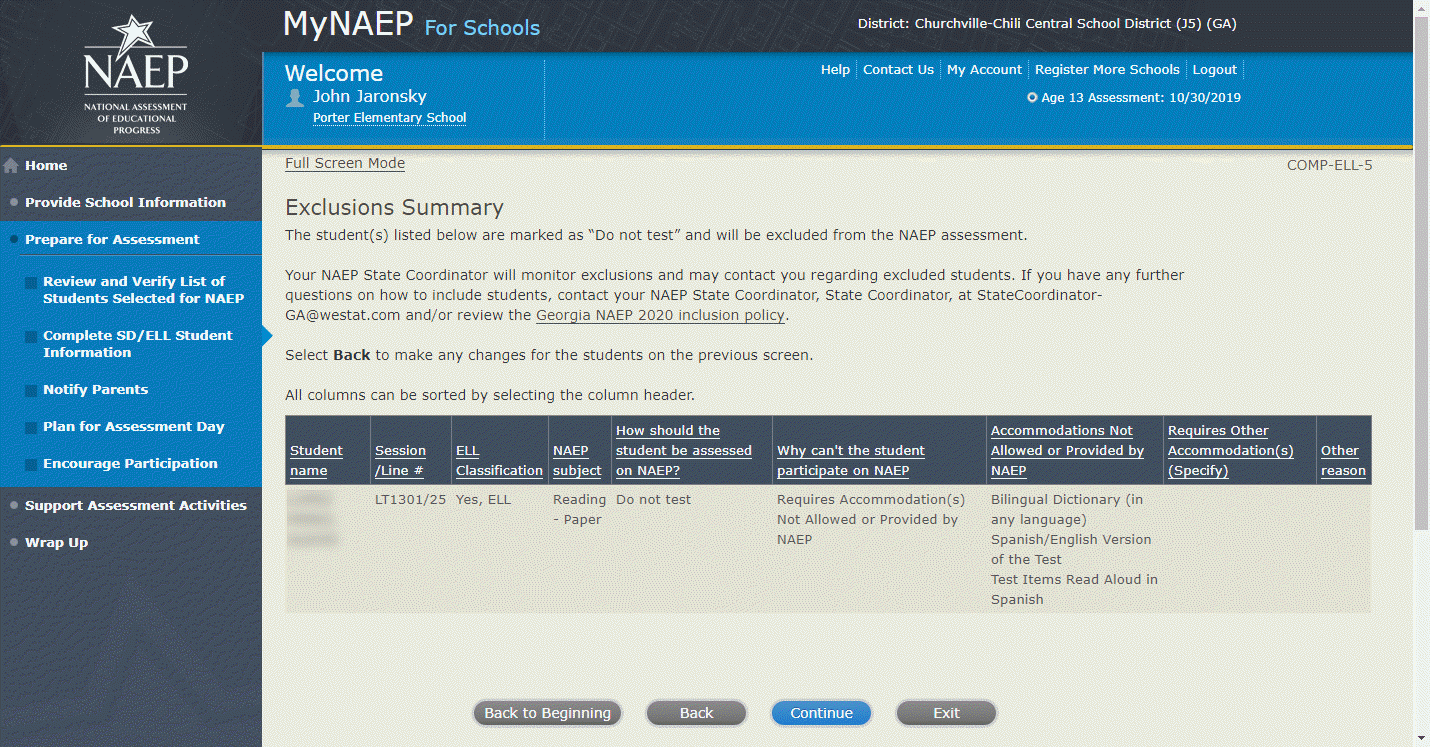 NAEP
NATIONAL ASSESSMENT
OF EDUCATIONAL
PROGRESS
MyNAEP For Schools
District: Churchville-Chili Central School District (J5) (GA)
Welcome
John Jaronsky
Porter Elementary School
Help Contact Us My Account Register More Schools Logout
Age 13 Assessment: 10/30/2019
Home
Provide School Information
Prepare for Assessment
Review and Verify List of
Students Selected for NAEP
Complete SD/ELL Student
Information
Notify Parents
Plan for Assessment Day
Encourage Participation
Support Assessment Activities
Wrap Up
Full Screen Mode
COMP-ELL-5
Exclusions Summary
The student(s) listed below are marked as “Do not test” and will be excluded from the NAEP assessment.
Your NAEP State Coordinator will monitor exclusions and may contact you regarding excluded students. If you have any further
questions on how to include students, contact your NAEP State Coordinator, State Coordinator, at StateCoordinator-
GA@westat.com and/or review the Georgia NAEP 2020 inclusion policy.
Select Back to make any changes for the students on the previous screen.
All columns can be sorted by selecting the column header.
Student
name
Session
/Line #
ELL
Classification
NAEP
subject
How should the
student be assessed
on NAEP?
Why can't the student
participate on NAEP
Accommodations Not
Allowed or Provided by
NAEP
Requires Other
Accommodation(s)
(Specify)
Other
reason
LT1301/25
Yes, ELL
Reading
- Paper
Do not test
Requires Accommodation(s)
Not Allowed or Provided by
NAEP
Bilingual Dictionary (in
any language)
Spanish/English Version
of the Test
Test Items Read Aloud in
Spanish
Back to Beginning
Back
Continue
Exit